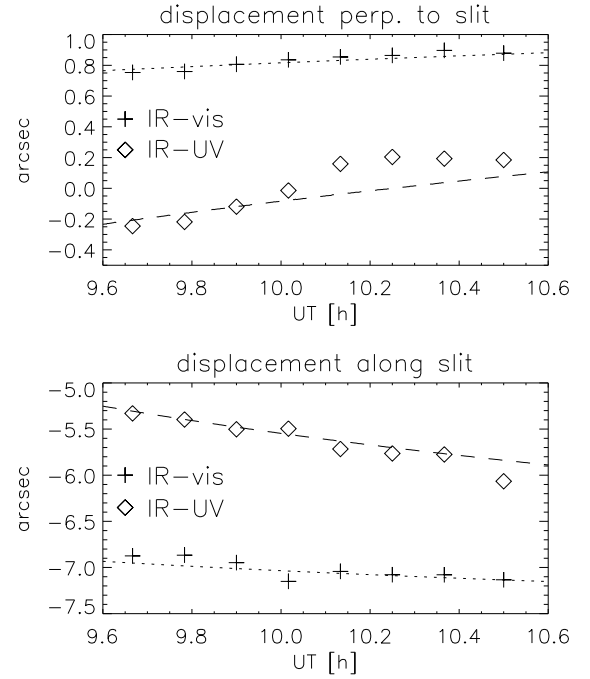 displacement perp. to slit
1.0
0.8
0.6
0.4
0.2
0.0
−0.2
−0.4
arcsec
+ IR−vis
◇ IR−UV
9.6 9.8 10.0 10.2 10.4 10.6
UT [h]
displacement along slit
−5.0
−5.5
−6.0
−6.5
−7.0
−7.5
arcsec
+ IR−vis
◇ IR−UV
9.6 9.8 10.0 10.2 10.4 10.6
UT [h]